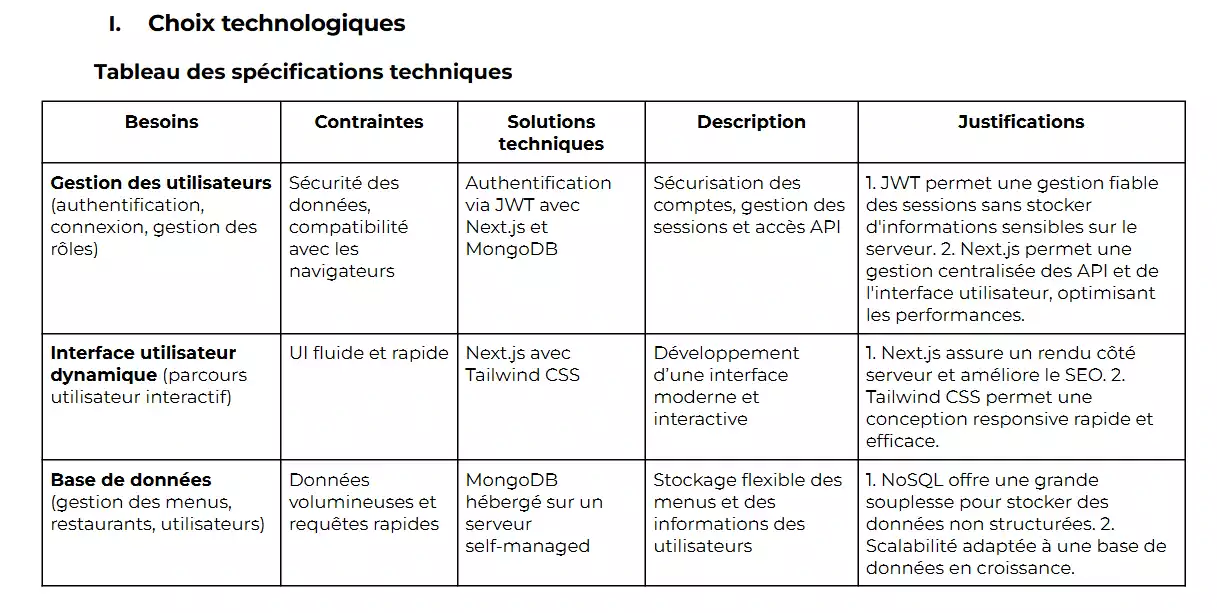 I. Choix technologiques
Tableau des spécifications techniques
Besoins
Contraintes
Solutions
techniques
Description
Justifications
Gestion des utilisateurs
(authentification,
connexion, gestion des
rôles)
Sécurité des
données,
compatibilité
avec les
navigateurs
Authentification
via JWT avec
Next.js et
MongoDB
Sécurisation des
comptes, gestion des
sessions et accès API
1. JWT permet une gestion fiable
des sessions sans stocker
d'informations sensibles sur le
serveur. 2. Next.js permet une
gestion centralisée des API et de
l'interface utilisateur, optimisant
les performances.
Interface utilisateur
dynamique (parcours
utilisateur interactif)
UI fluide et rapide
Next.js avec
Tailwind CSS
Développement
d’une interface
moderne et
interactive
1. Next.js assure un rendu côté
serveur et améliore le SEO. 2.
Tailwind CSS permet une
conception responsive rapide et
efficace.
Base de données
(gestion des menus,
restaurants, utilisateurs)
Données
volumineuses et
requêtes rapides
MongoDB
hébergé sur un
serveur
self-managed
Stockage flexible des
menus et des
informations des
utilisateurs
1. NoSQL offre une grande
souplesse pour stocker des
données non structurées. 2.
Scalabilité adaptée à une base de
données en croissance.